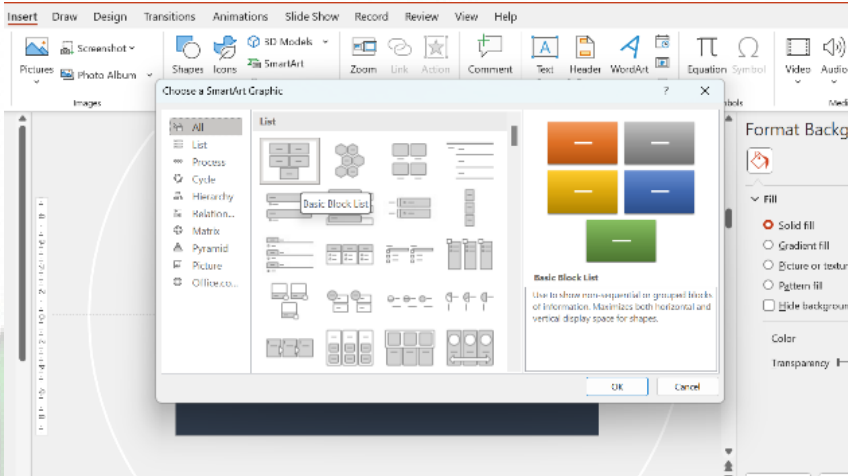 Insert Draw Design Transitions Animations Slide Show Record Review View Help
Screenshot
3D Models
SmartArt
Pictures Photo Album Shapes Icons Zoom Link Action Comment Text Header WordArt Equation Symbol Video Audio
Images
Choose a SmartArt Graphic ? X
All
List
Process
Cycle
Hierarchy
Relation...
Matrix
Pyramid
Picture
Office.co...
List
Basic Block List
Basic Block List
Use to show non-sequential or grouped blocks
of information. Maximizes both horizontal and
vertical display space for shapes.
OK Cancel
Format Backg
Fill
Solid fill
Gradient fill
Picture or textur
Pattern fill
Hide backgroun
Color
Transparency